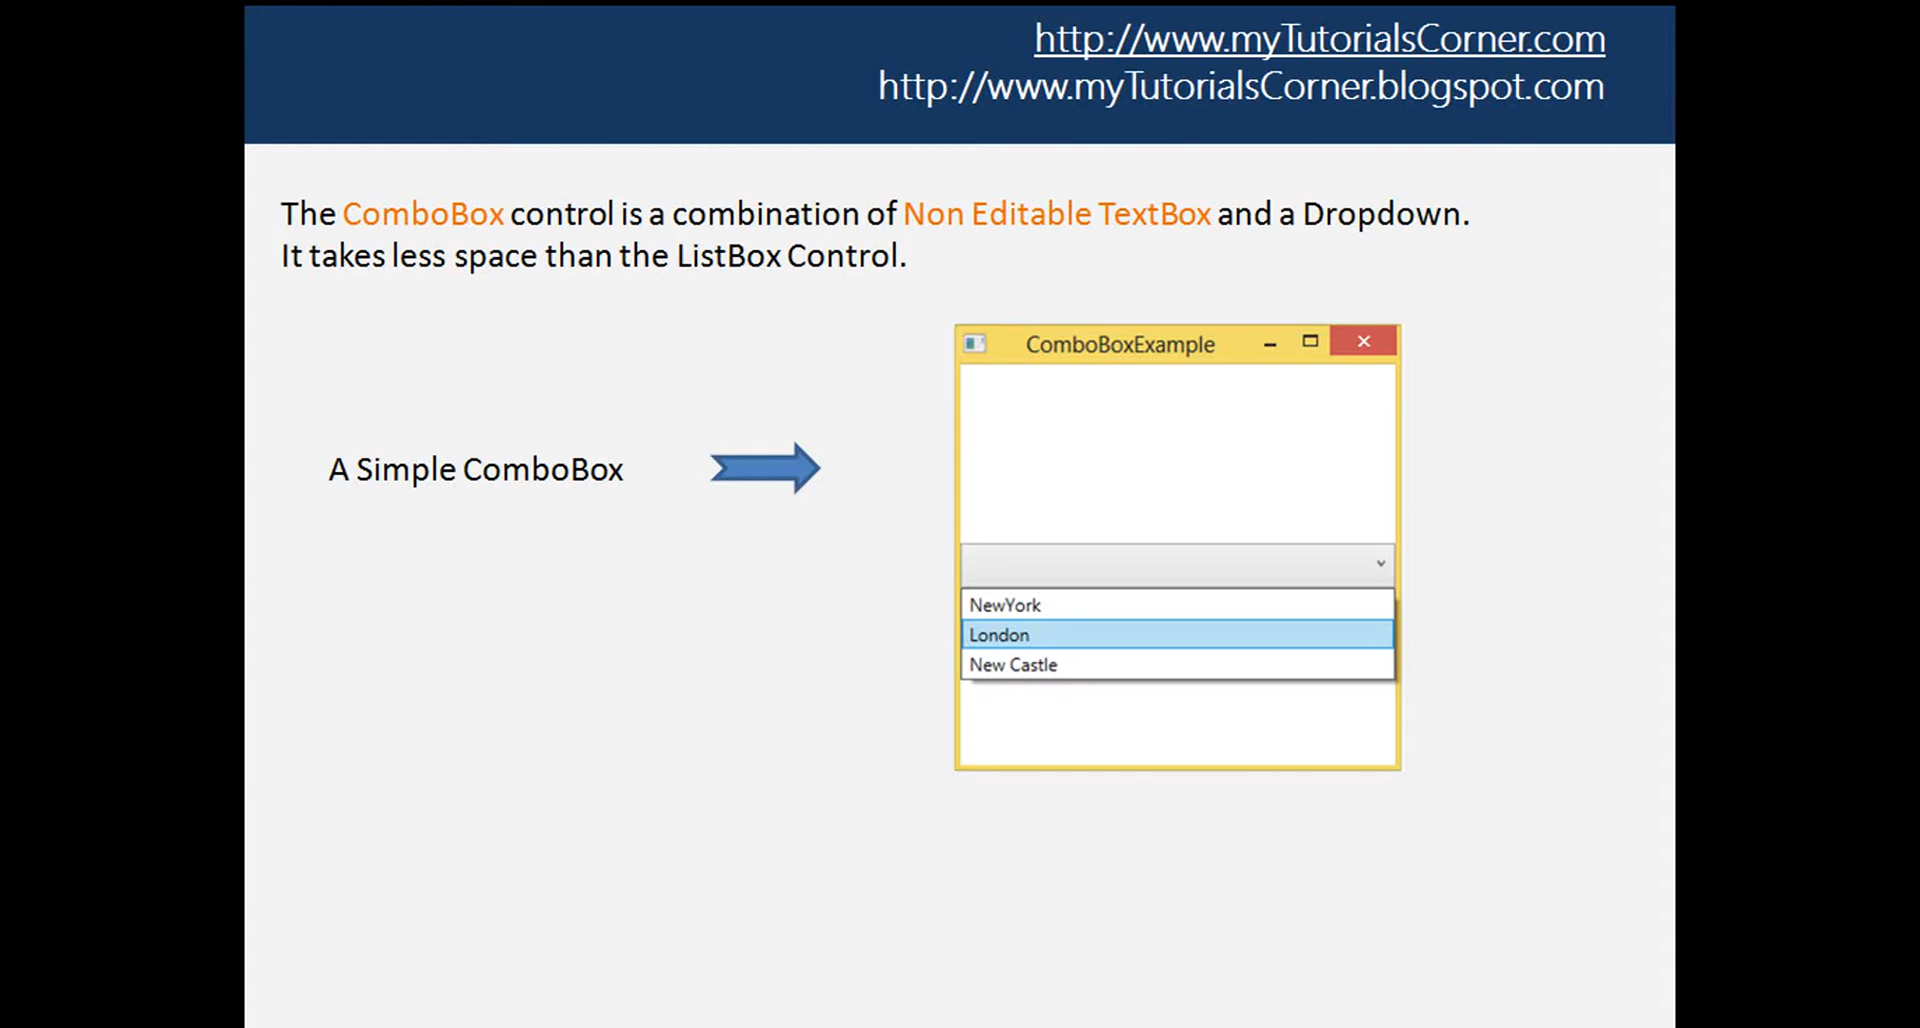 http://www.myTutorialsCorner.com
http://www.myTutorialsCorner.blogspot.com
The ComboBox control is a combination of Non Editable TextBox and a Dropdown.
It takes less space than the ListBox Control.
ComboBoxExample
A Simple ComboBox
NewYork
London
New Castle